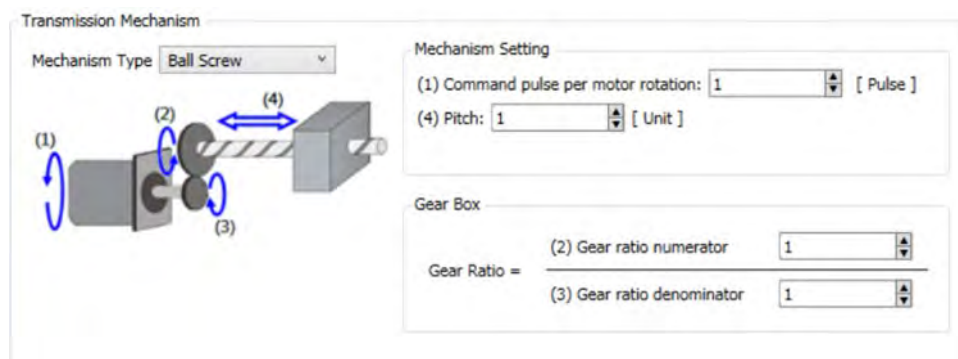 Transmission Mechanism
Mechanism Type Ball Screw
(1)
(2)
(4)
(3)
Mechanism Setting
(1) Command pulse per motor rotation: 1 [ Pulse ]
(4) Pitch: 1 [ Unit ]
Gear Box
Gear Ratio =
(2) Gear ratio numerator 1
(3) Gear ratio denominator 1